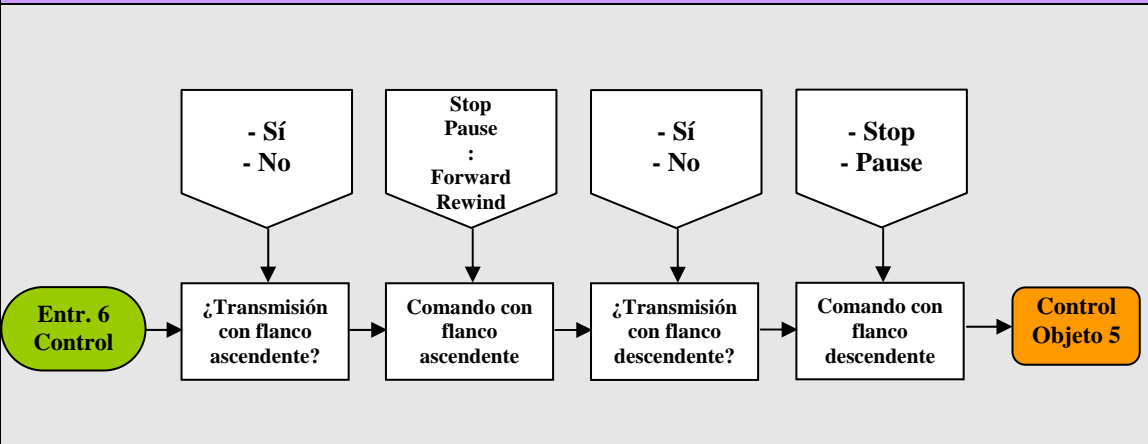 - Sí
- No
Stop
Pause
:
Forward
Rewind
- Sí
- No
- Stop
- Pause
Entr. 6
Control
¿Transmisión
con flanco
ascendente?
Comando con
flanco
ascendente
¿Transmisión
con flanco
descendente?
Comando con
flanco
descendente
Control
Objeto 5